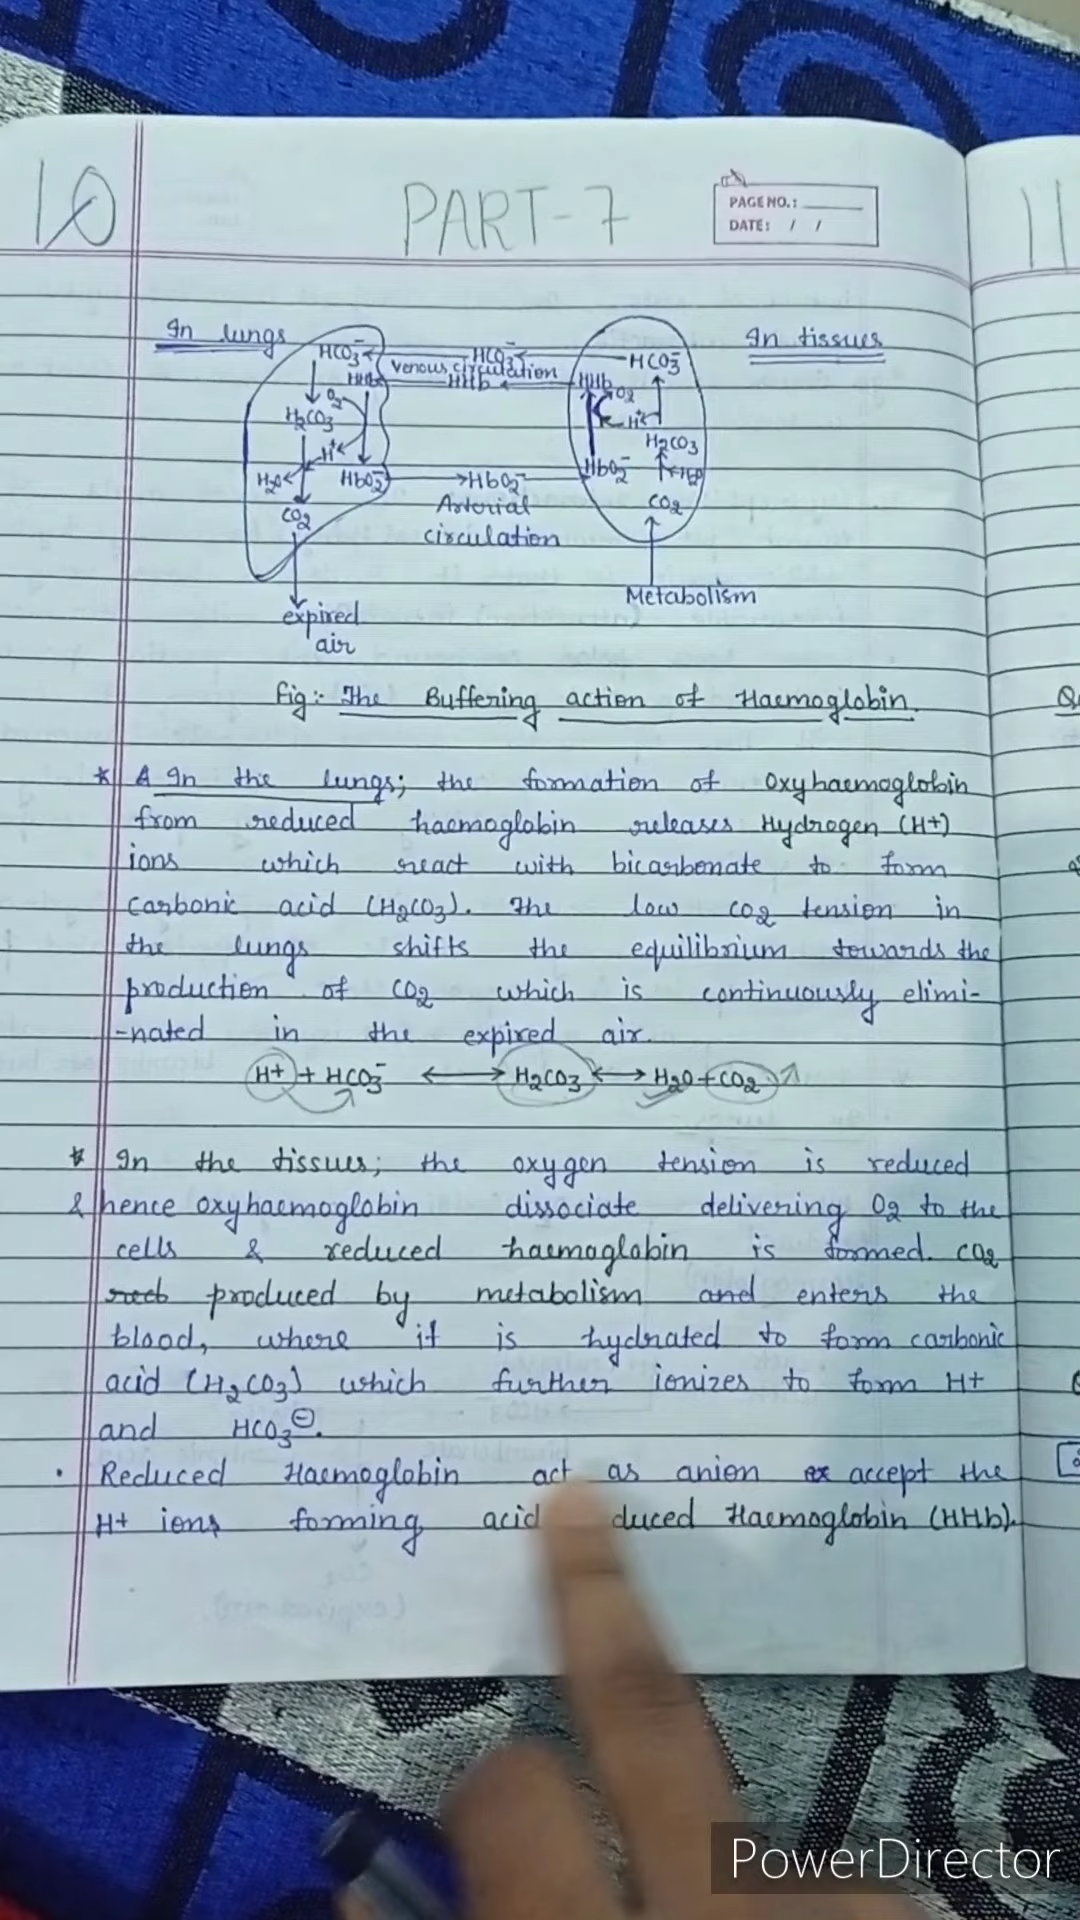 10
PART-7
PAGE NO.:
DATE: / /
11
In lungs
In tissues
HCO3⁻
HCO3⁻
HCO3⁻
venous circulation
HHb
HHb
HHb
O2
O2
H2CO3
H⁺
H⁺
H2CO3
H2O
HbO2⁻
HbO2⁻
HbO2⁻
H2O
CO2
Arterial
CO2
circulation
Metabolism
expired
air
fig:- The Buffering action of Haemoglobin.
* In the lungs; the formation of Oxyhaemoglobin
from reduced haemoglobin releases Hydrogen (H+)
ions which react with bicarbonate to form
carbonic acid (H2CO3). The low CO2 tension in
the lungs shifts the equilibrium towards the
production of CO2 which is continuously elimi-
-nated in the expired air.
H+ + HCO3⁻ ⟷ H2CO3 ⟷ H2O + CO2 ↗
* In the tissues; the oxygen tension is reduced
& hence oxyhaemoglobin dissociate delivering O2 to the
cells & reduced haemoglobin is formed. CO2
produced by metabolism and enters the
blood, where it is hydrated to form carbonic
acid (H2CO3) which further ionizes to form H+
and HCO3⊖.
• Reduced Haemoglobin act as anion accept the
H+ ions forming acid duced Haemoglobin (HHb).
PowerDirector